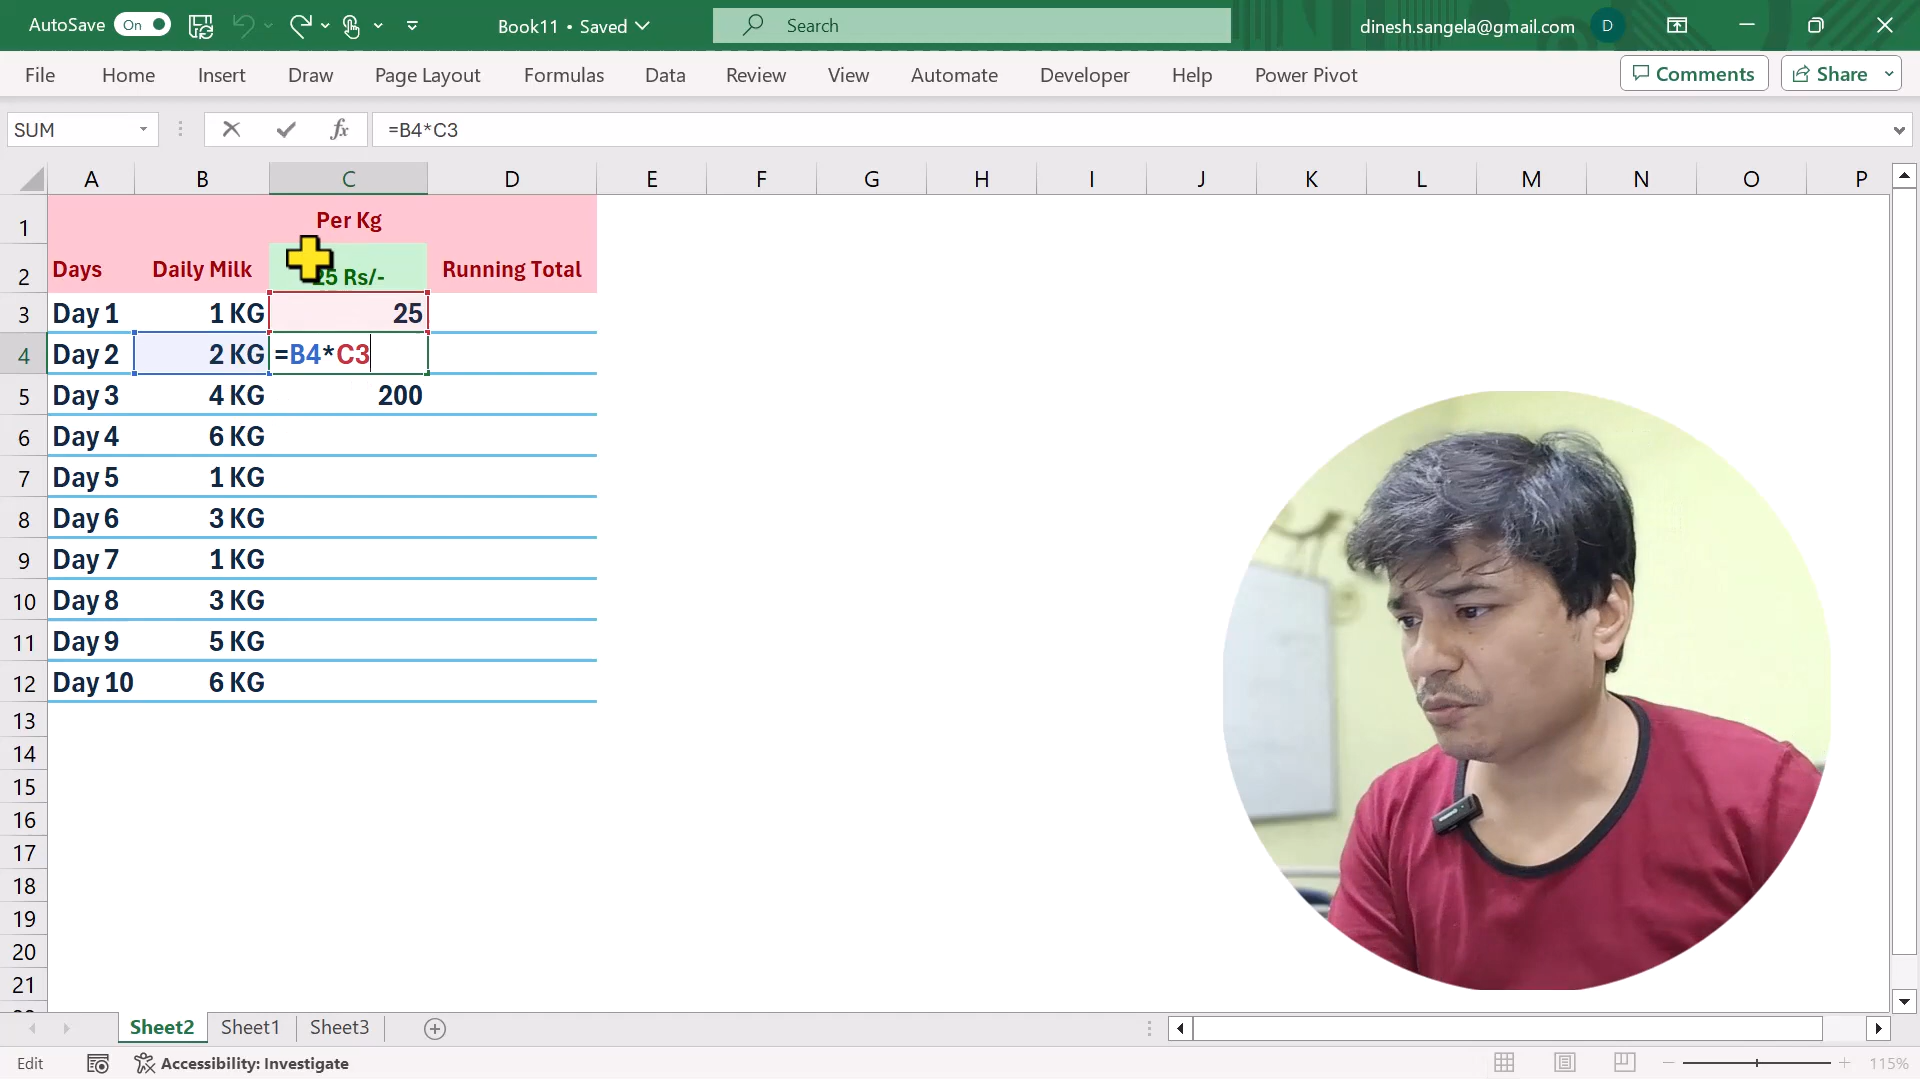 AutoSave On Book11 • Saved Search dinesh.sangela@gmail.com D
File Home Insert Draw Page Layout Formulas Data Review View Automate Developer Help Power Pivot Comments Share
SUM fx =B4*C3
A B C D E F G H I J K L M N O P
1 Per Kg
2 Days Daily Milk 25 Rs/- Running Total
3 Day 1 1 KG 25
4 Day 2 2 KG =B4*C3
5 Day 3 4 KG 200
6 Day 4 6 KG
7 Day 5 1 KG
8 Day 6 3 KG
9 Day 7 1 KG
10 Day 8 3 KG
11 Day 9 5 KG
12 Day 10 6 KG
13
14
15
16
17
18
19
20
21
Sheet2 Sheet1 Sheet3
Edit Accessibility: Investigate 115%